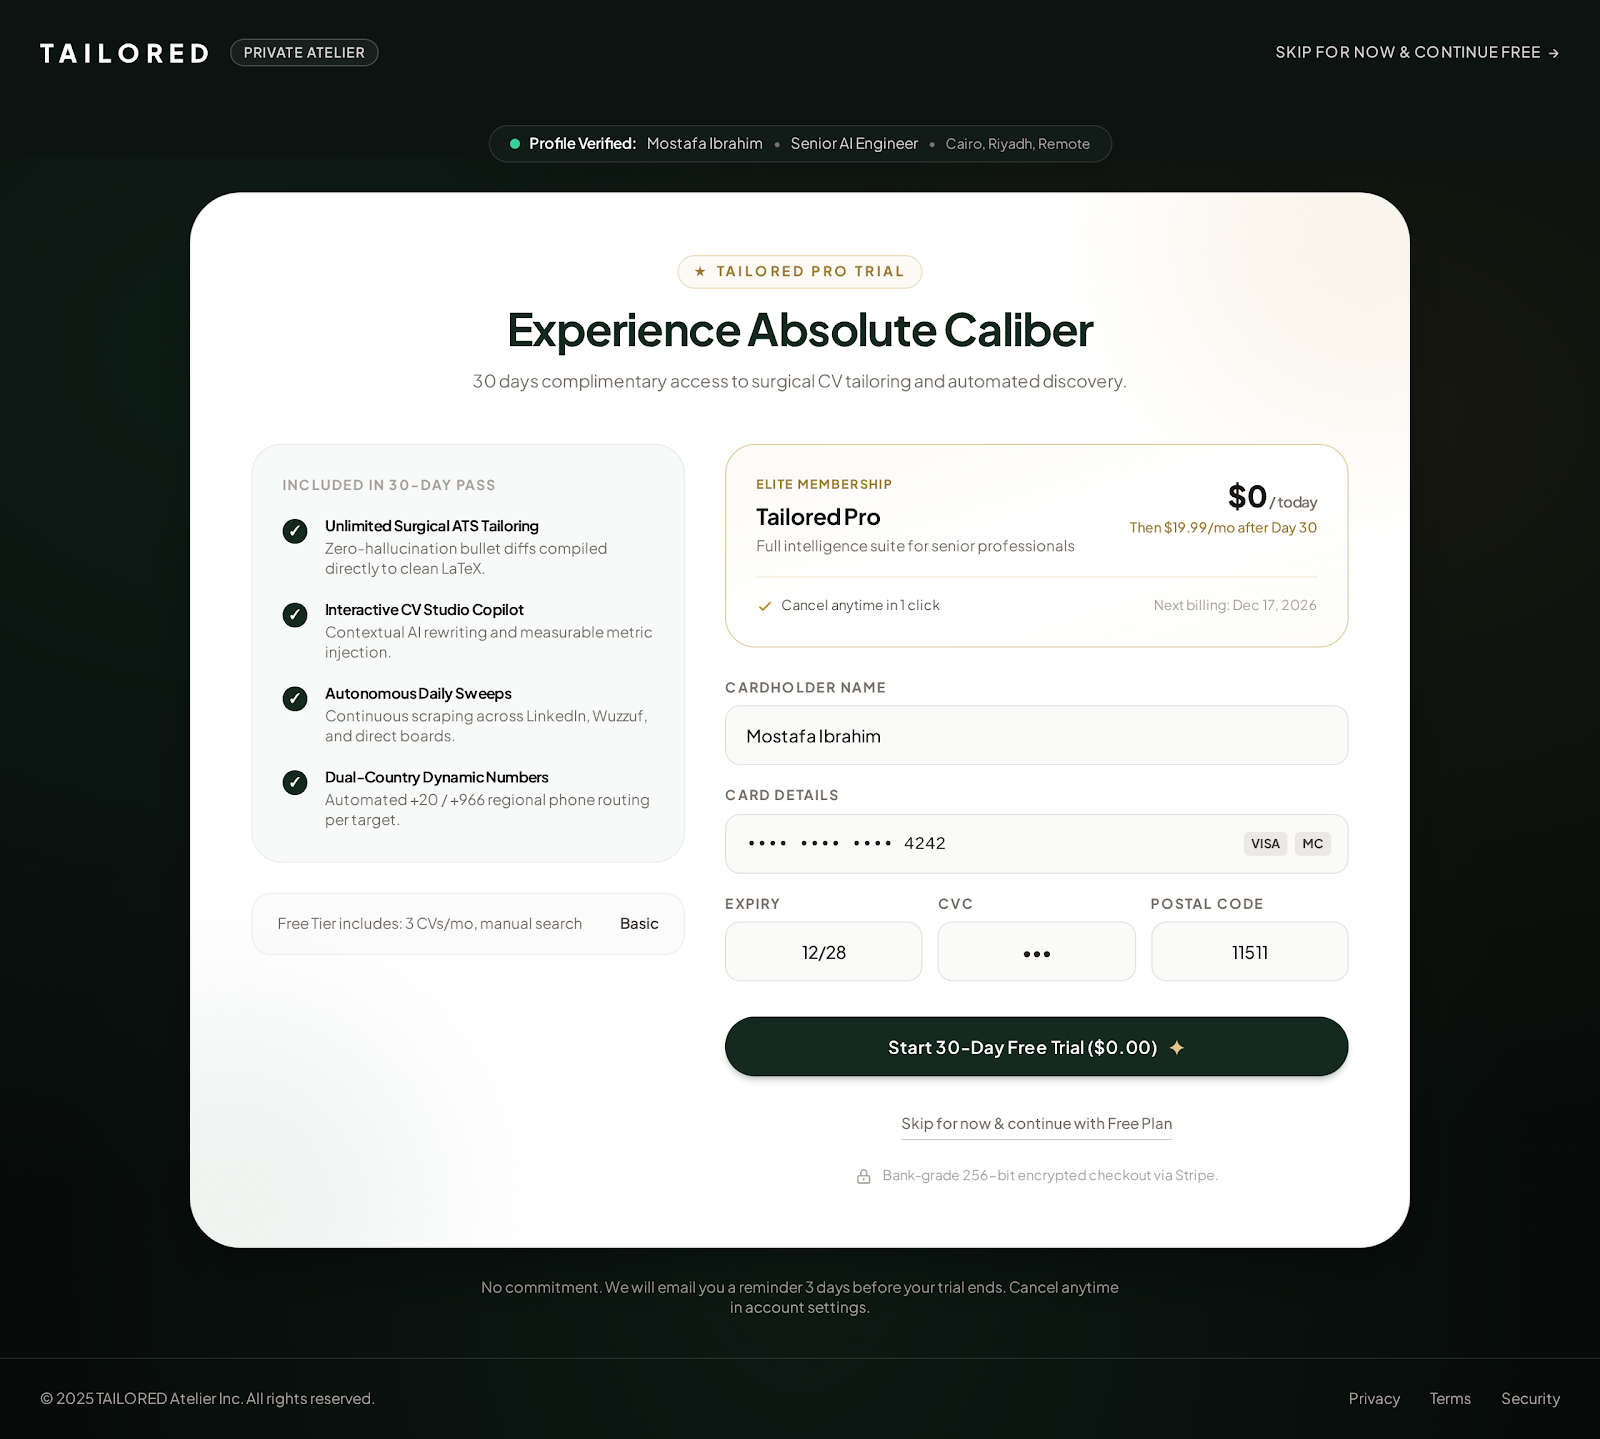 TAILORED PRIVATE ATELIER SKIP FOR NOW & CONTINUE FREE →
Profile Verified: Mostafa Ibrahim • Senior AI Engineer • Cairo, Riyadh, Remote
★ TAILORED PRO TRIAL
Experience Absolute Caliber
30 days complimentary access to surgical CV tailoring and automated discovery.
INCLUDED IN 30-DAY PASS
✓ Unlimited Surgical ATS Tailoring
Zero-hallucination bullet diffs compiled
directly to clean LaTeX.
✓ Interactive CV Studio Copilot
Contextual AI rewriting and measurable metric
injection.
✓ Autonomous Daily Sweeps
Continuous scraping across LinkedIn, Wuzzuf,
and direct boards.
✓ Dual-Country Dynamic Numbers
Automated +20 / +966 regional phone routing
per target.
Free Tier includes: 3 CVs/mo, manual search Basic
ELITE MEMBERSHIP
Tailored Pro
Full intelligence suite for senior professionals
$0 / today
Then $19.99/mo after Day 30
✓ Cancel anytime in 1 click Next billing: Dec 17, 2026
CARDHOLDER NAME
Mostafa Ibrahim
CARD DETAILS
•••• •••• •••• 4242 VISA MC
EXPIRY CVC POSTAL CODE
12/28 ••• 11511
Start 30-Day Free Trial ($0.00) ✦
Skip for now & continue with Free Plan
Bank-grade 256-bit encrypted checkout via Stripe.
No commitment. We will email you a reminder 3 days before your trial ends. Cancel anytime
in account settings.
© 2025 TAILORED Atelier Inc. All rights reserved. Privacy Terms Security